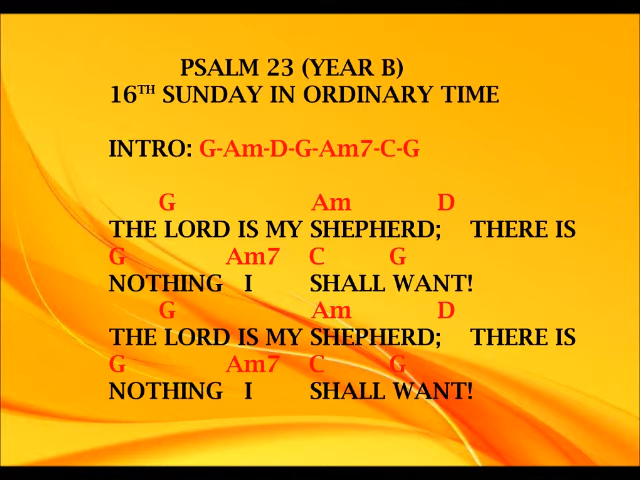 PSALM 23 (YEAR B)
16TH SUNDAY IN ORDINARY TIME
INTRO: G-Am-D-G-Am7-C-G
G Am D
THE LORD IS MY SHEPHERD; THERE IS
G Am7 C G
NOTHING I SHALL WANT!
G Am D
THE LORD IS MY SHEPHERD; THERE IS
G Am7 C G
NOTHING I SHALL WANT!